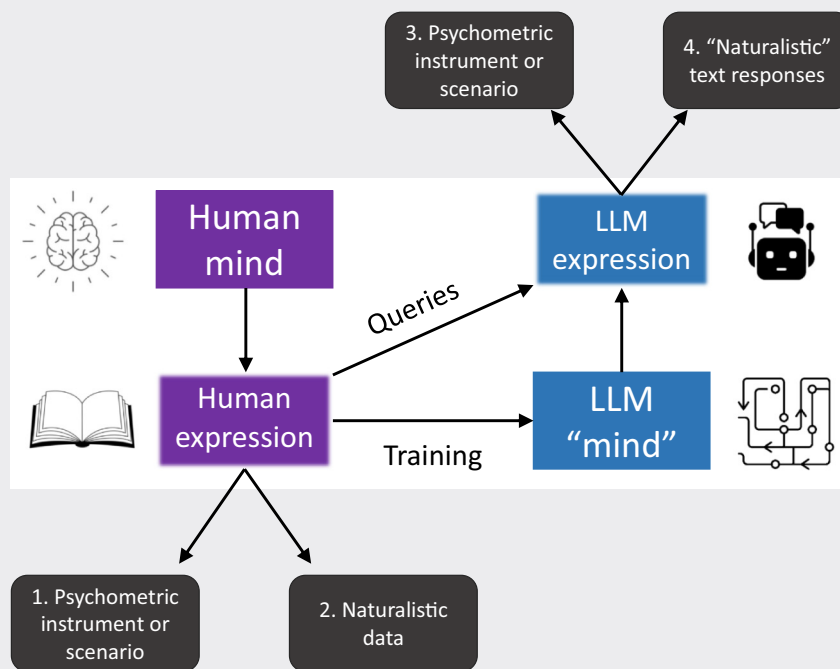 3. Psychometric
instrument or
scenario
4. “Naturalistic”
text responses
Human
mind
LLM
expression
Queries
Human
expression
Training
LLM
“mind”
1. Psychometric
instrument or
scenario
2. Naturalistic
data